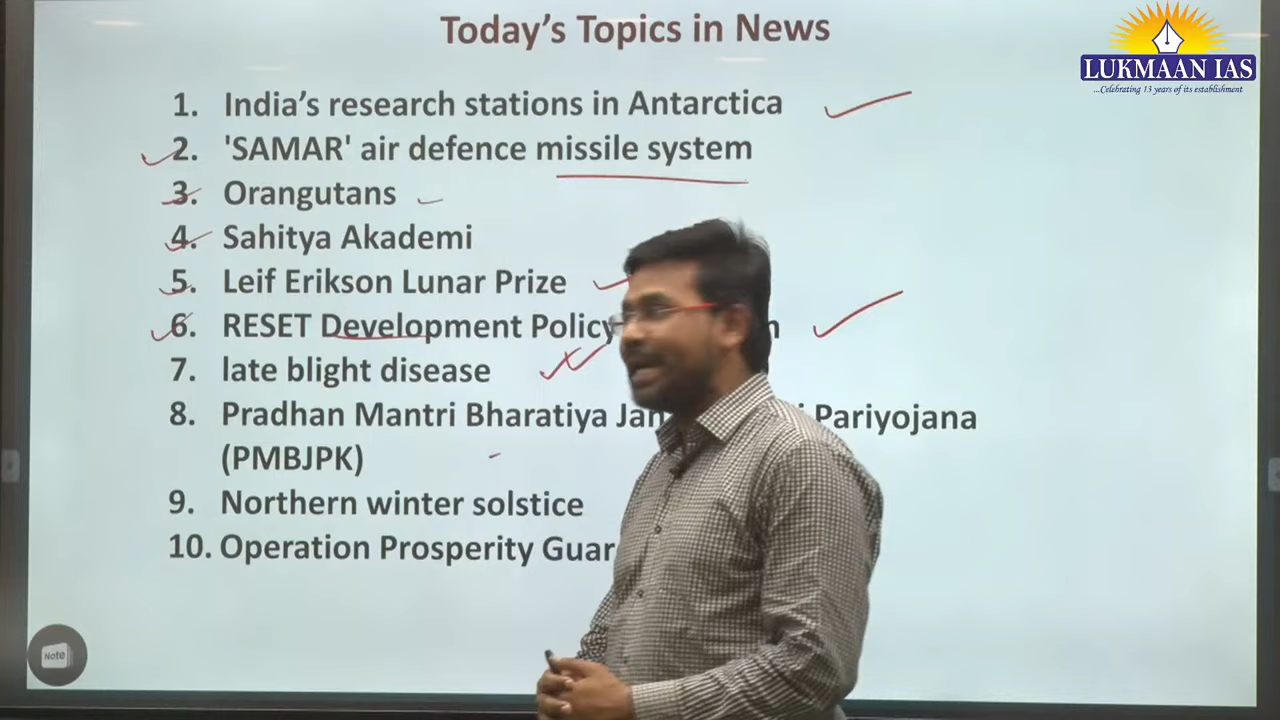 Today's Topics in News
LUKMAAN IAS
...Celebrating 13 years of its establishment
1. India's research stations in Antarctica
2. 'SAMAR' air defence missile system
3. Orangutans
4. Sahitya Akademi
5. Leif Erikson Lunar Prize
6. RESET Development Policy
7. late blight disease
8. Pradhan Mantri Bharatiya Pariyojana
(PMBJPK)
9. Northern winter solstice
10. Operation Prosperity
Note